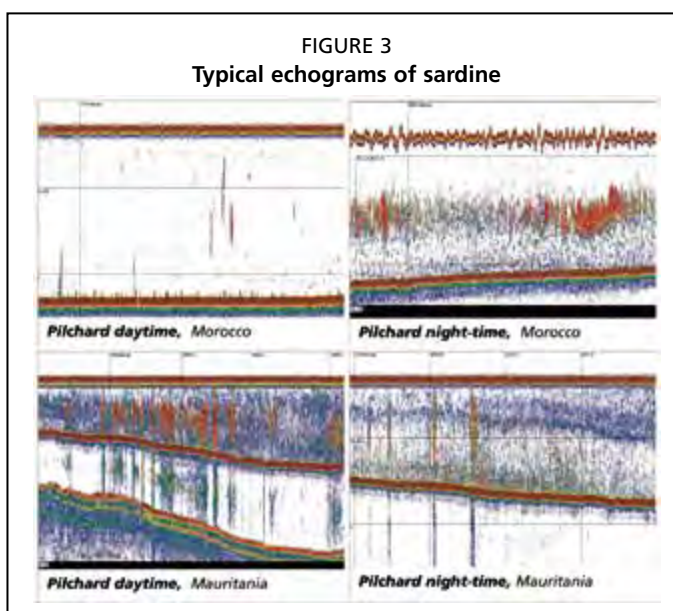 FIGURE 3
Typical echograms of sardine
Pilchard daytime, Morocco
Pilchard night-time, Morocco
Pilchard daytime, Mauritania
Pilchard night-time, Mauritania